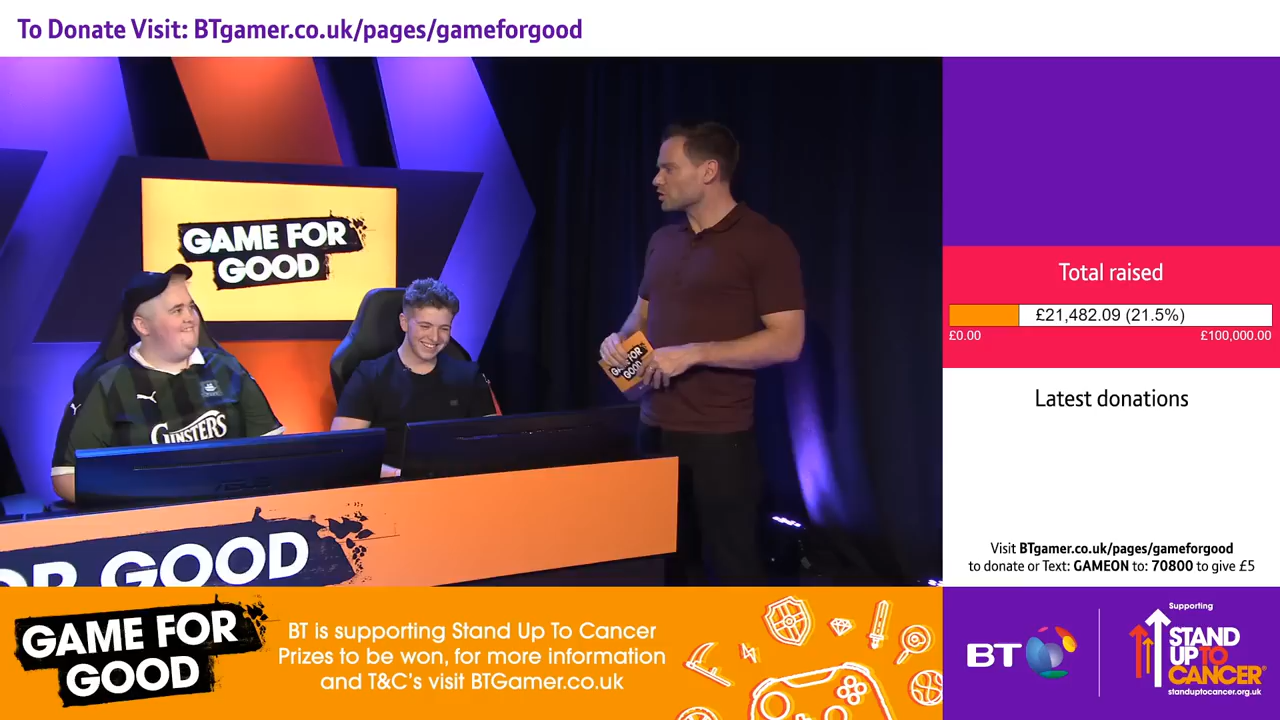 To Donate Visit: BTgamer.co.uk/pages/gameforgood
GAME FOR
GOOD
GINSTERS
GAME FOR
GOOD
OR GOOD
Total raised
£21,482.09 (21.5%)
£0.00
£100,000.00
Latest donations
Visit BTgamer.co.uk/pages/gameforgood
to donate or Text: GAMEON to: 70800 to give £5
GAME FOR
GOOD
BT is supporting Stand Up To Cancer
Prizes to be won, for more information
and T&C's visit BTGamer.co.uk
BT
Supporting
STAND
UP TO
CANCER
standuptocancer.org.uk